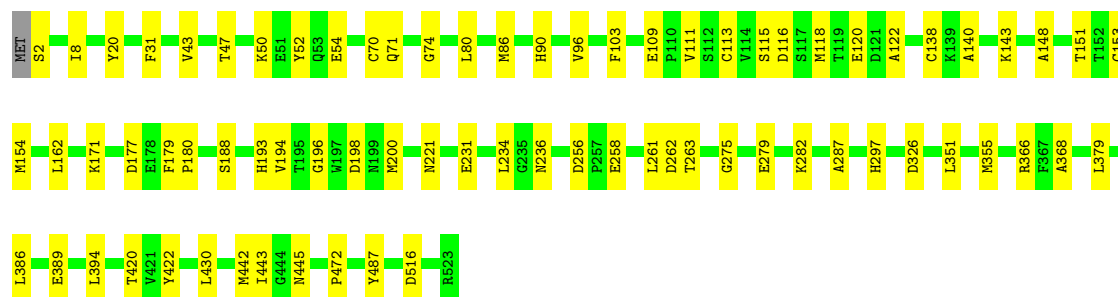 MET S2 I8 Y20 F31 V43 T47 K50 E51 Y52 Q53 E54 C70 Q71 G74 L80 M86 H90 V96 F103 E109 P110 V111 S112 C113 V114 S115 D116 S117 M118 T119 E120 D121 A122 C138 K139 A140 K143 A148 T151 T152 C153
M154 L162 K171 D177 E178 F179 P180 S188 H193 V194 T195 G196 W197 D198 N199 M200 N221 E231 L234 G235 N236 D256 P257 E258 L261 D262 T263 G275 E279 K282 A287 H297 D326 L351 M355 R366 F367 A368 L379
L386 E389 L394 T420 V421 Y422 L430 M442 I443 G444 N445 P472 Y487 D516 R523